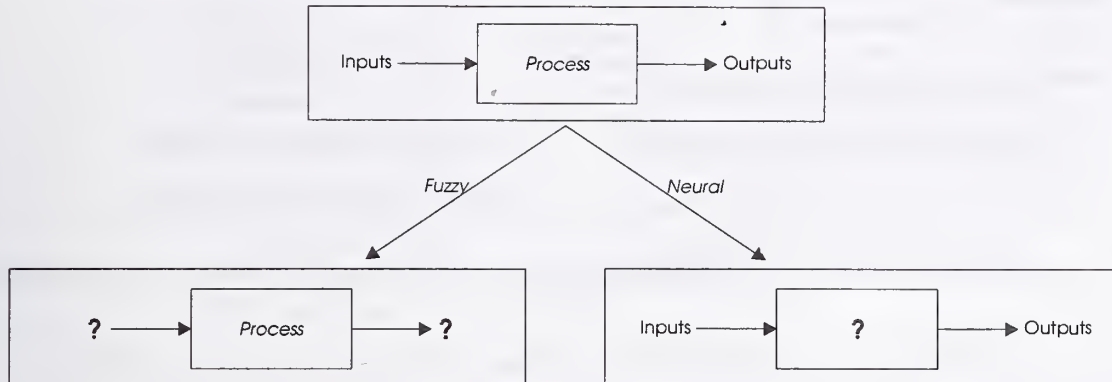 Inputs Process Outputs
Fuzzy Neural
? Process ?
Inputs ? Outputs